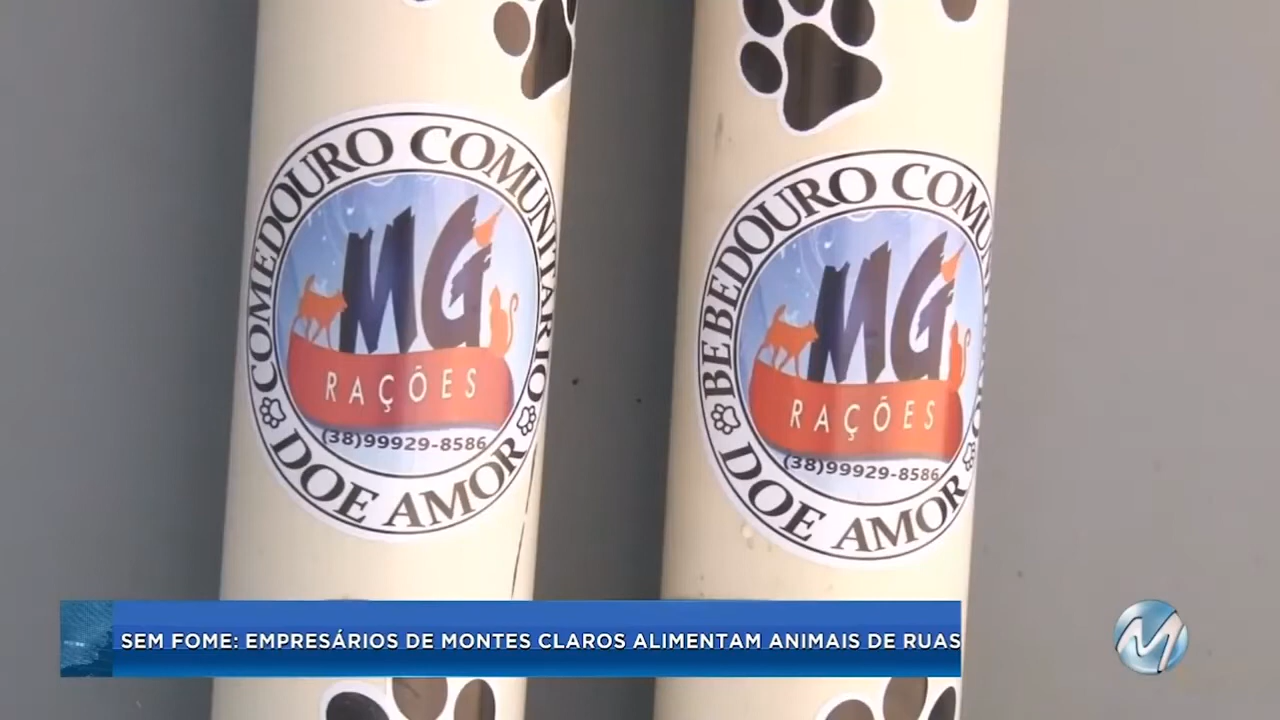 COMEDOURO COMUNITÁRIO
MG
RAÇÕES
(38)99929-8586
DOE AMOR
BEBEDOURO
MG
RAÇÕES
(38)99929-8586
DOE AMOR
SEM FOME: EMPRESÁRIOS DE MONTES CLAROS ALIMENTAM ANIMAIS DE RUAS
M